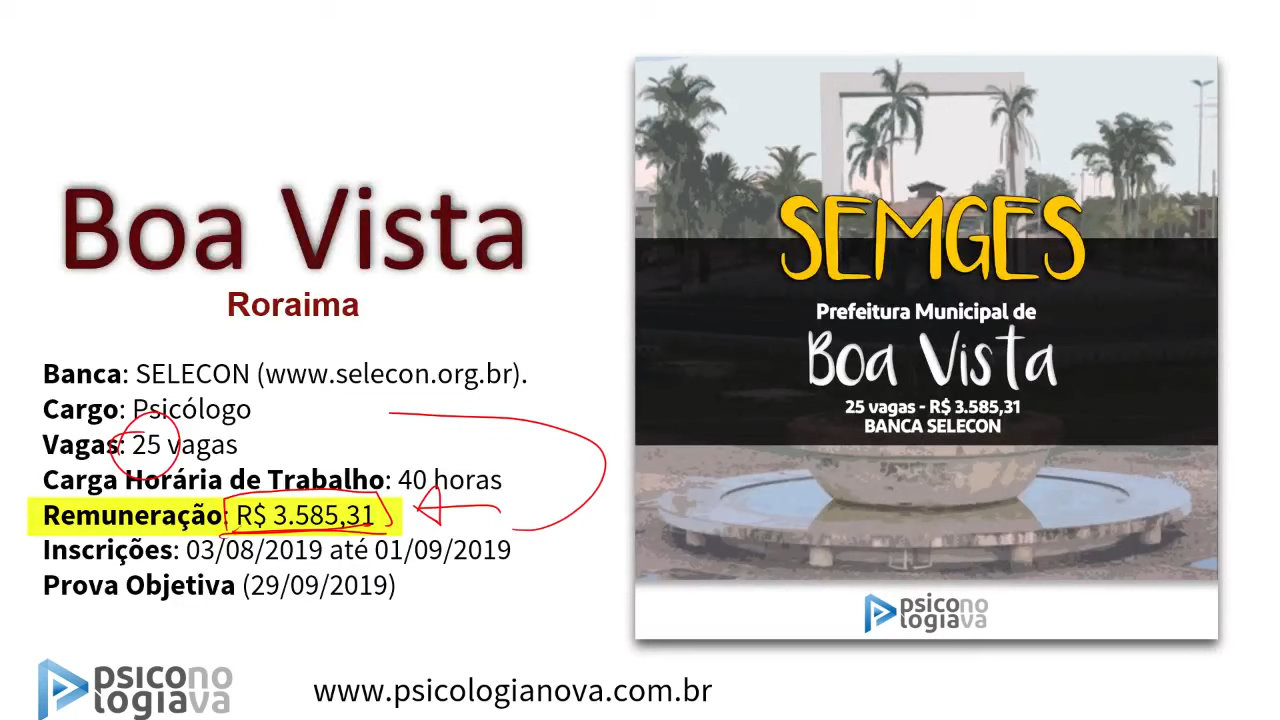 Boa Vista
Roraima
Banca: SELECON (www.selecon.org.br).
Cargo: Psicólogo
Vagas: 25 vagas
Carga Horária de Trabalho: 40 horas
Remuneração: R$ 3.585,31
Inscrições: 03/08/2019 até 01/09/2019
Prova Objetiva (29/09/2019)
SEMGES
Prefeitura Municipal de
Boa Vista
25 vagas - R$ 3.585,31
BANCA SELECON
psicono
logiava
psicono
logiava
www.psicologianova.com.br